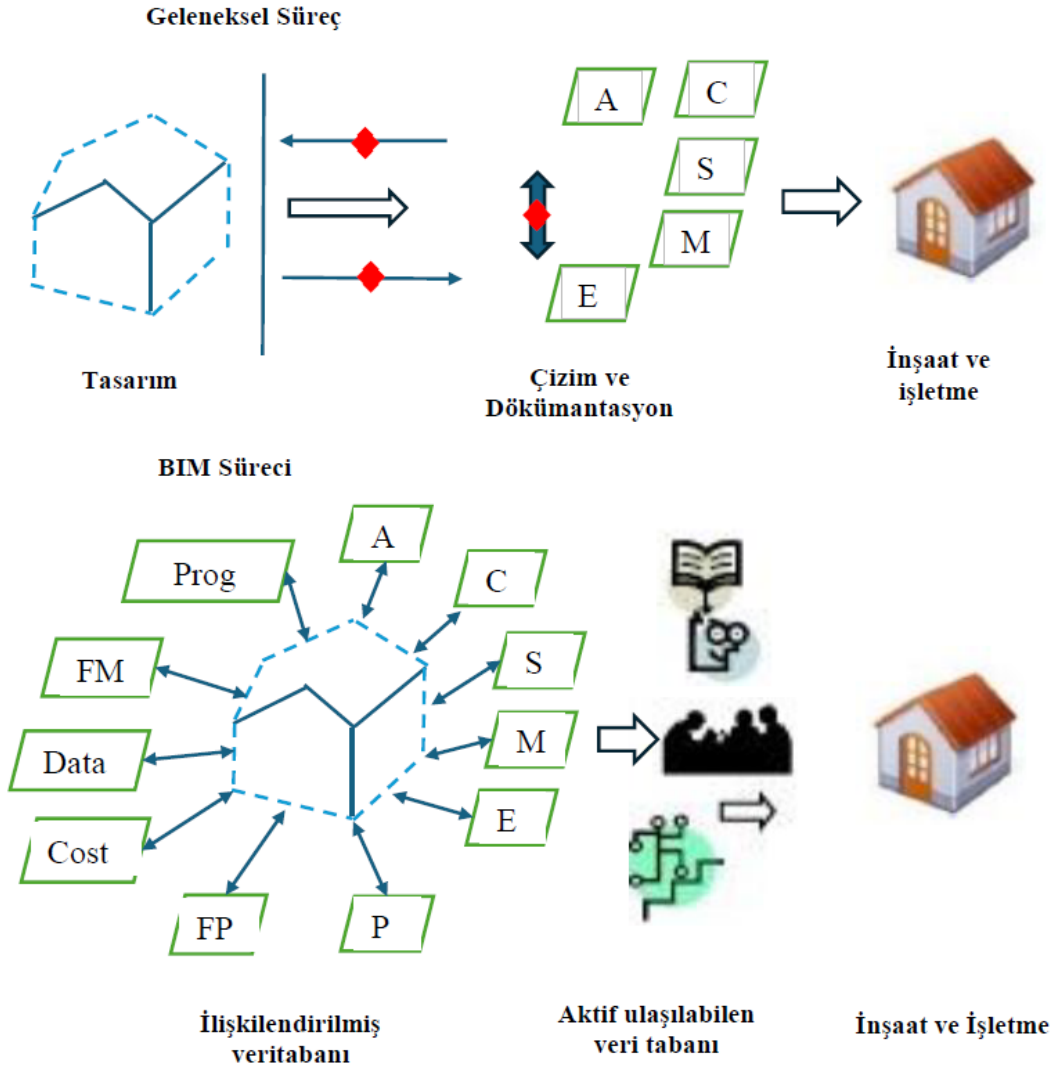 Geleneksel Süreç
A
C
S
M
E
Tasarım
Çizim ve
Dökümantasyon
İnşaat ve
işletme
BIM Süreci
Prog
A
C
FM
S
Data
M
Cost
E
FP
P
İlişkilendirilmiş
veritabanı
Aktif ulaşılabilen
veri tabanı
İnşaat ve İşletme